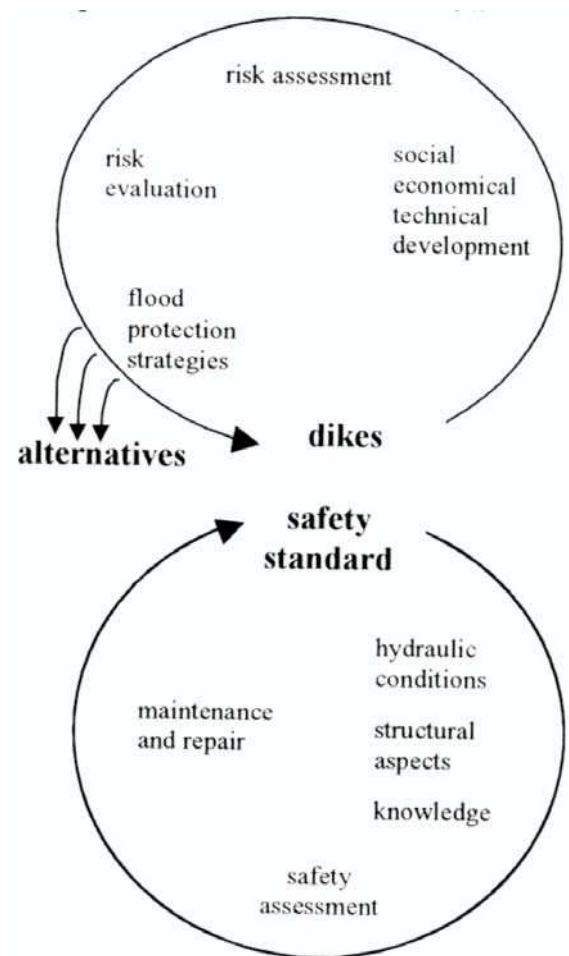 risk assessment
risk
evaluation
social
economical
technical
development
flood
protection
strategies
alternatives
dikes
safety
standard
hydraulic
conditions
maintenance
and repair
structural
aspects
knowledge
safety
assessment